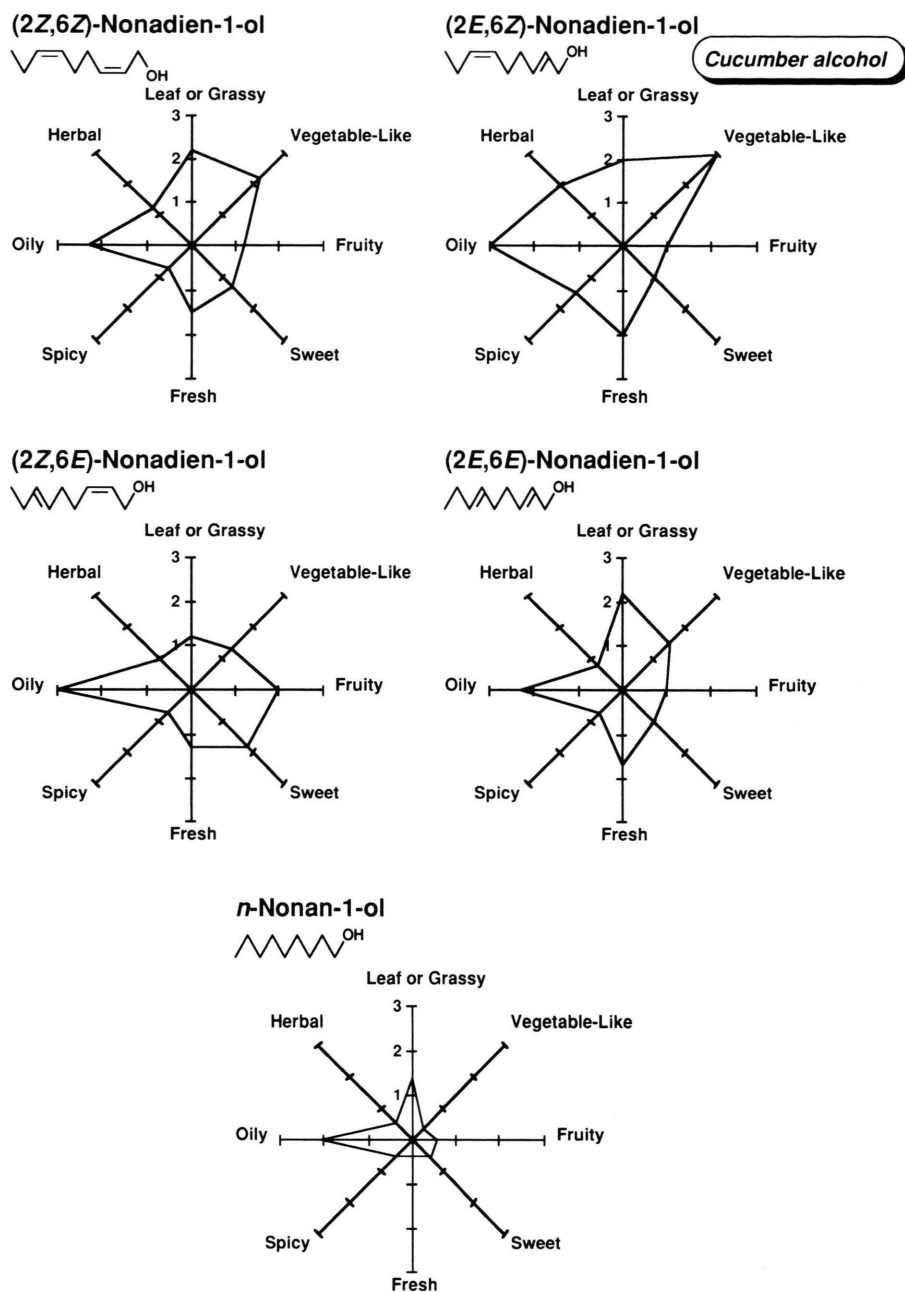 (2Z,6Z)-Nonadien-1-ol
OH
Leaf or Grassy
3
2
1
Herbal
Vegetable-Like
Oily
Fruity
Spicy
Sweet
Fresh
(2E,6Z)-Nonadien-1-ol
Cucumber alcohol
OH
Leaf or Grassy
3
2
1
Herbal
Vegetable-Like
Oily
Fruity
Spicy
Sweet
Fresh
(2Z,6E)-Nonadien-1-ol
OH
Leaf or Grassy
3
2
1
Herbal
Vegetable-Like
Oily
Fruity
Spicy
Sweet
Fresh
(2E,6E)-Nonadien-1-ol
OH
Leaf or Grassy
3
2
1
Herbal
Vegetable-Like
Oily
Fruity
Spicy
Sweet
Fresh
n-Nonan-1-ol
OH
Leaf or Grassy
3
2
1
Herbal
Vegetable-Like
Oily
Fruity
Spicy
Sweet
Fresh